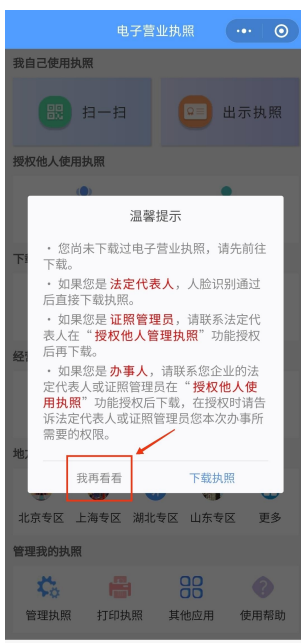 电子营业执照
我自己使用执照
扫一扫
出示执照
授权他人使用执照
温馨提示
· 您尚未下载过电子营业执照，请先前往
下载。
· 如果您是 法定代表人，人脸识别通过
后直接下载执照。
· 如果您是 证照管理员，请联系法定代
表人在“授权他人管理执照”功能授权
后再下载。
· 如果您是 办事人，请联系您企业的法
定代表人或证照管理员在“授权他人使
用执照”功能授权后下载，在授权时请告
诉法定代表人或证照管理员您本次办事所
需要的权限。
我再看看
下载执照
北京专区 上海专区 湖北专区 山东专区 更多
管理我的执照
管理执照 打印执照 其他应用 使用帮助